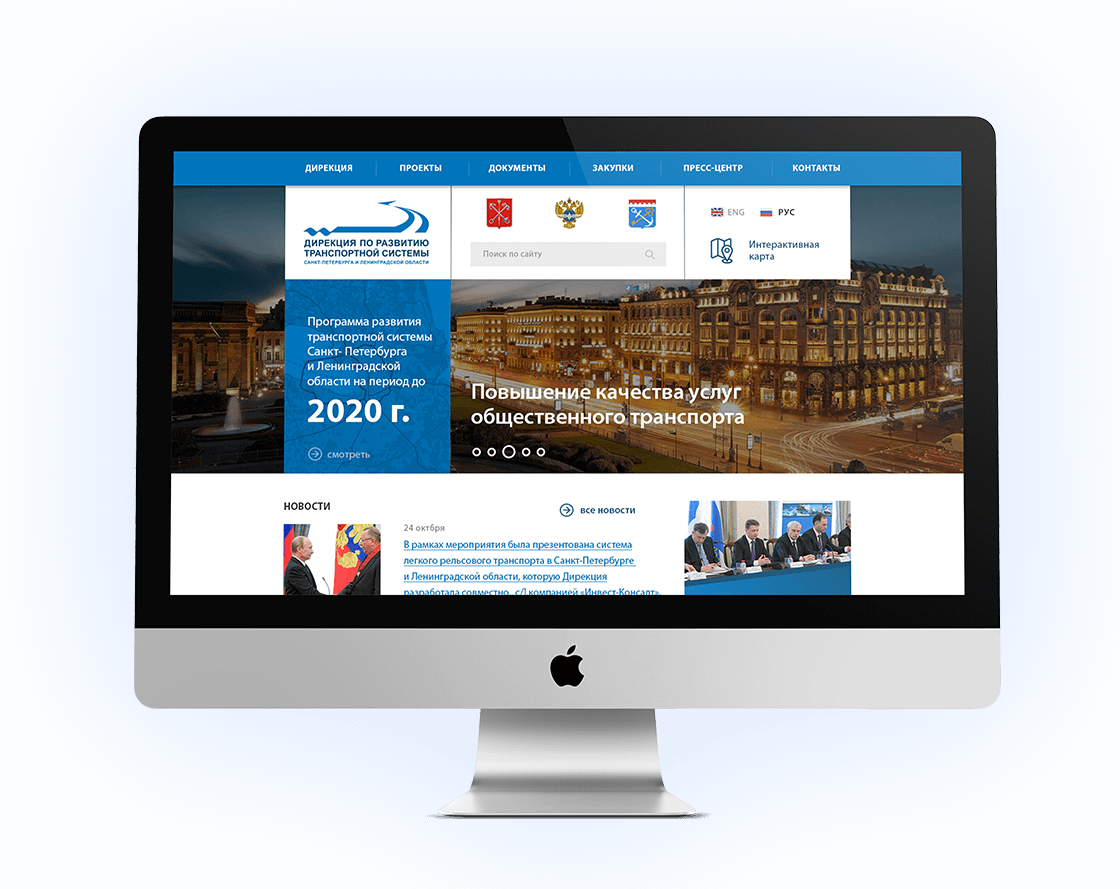 ДИРЕКЦИЯ
ПРОЕКТЫ
ДОКУМЕНТЫ
ЗАКУПКИ
ПРЕСС-ЦЕНТР
КОНТАКТЫ
ДИРЕКЦИЯ ПО РАЗВИТИЮ
ТРАНСПОРТНОЙ СИСТЕМЫ
САНКТ-ПЕТЕРБУРГА И ЛЕНИНГРАДСКОЙ ОБЛАСТИ
Поиск по сайту
ENG
РУС
Интерактивная
карта
Программа развития
транспортной системы
Санкт- Петербурга
и Ленинградской
области на период до
2020 г.
смотреть
Повышение качества услуг
общественного транспорта
НОВОСТИ
все новости
24 октбря
В рамках мероприятия была презентована система
легкого рельсового транспорта в Санкт-Петербурге
и Ленинградской области, которую Дирекция
разработала совместно с компанией «Инвест-Консалт».